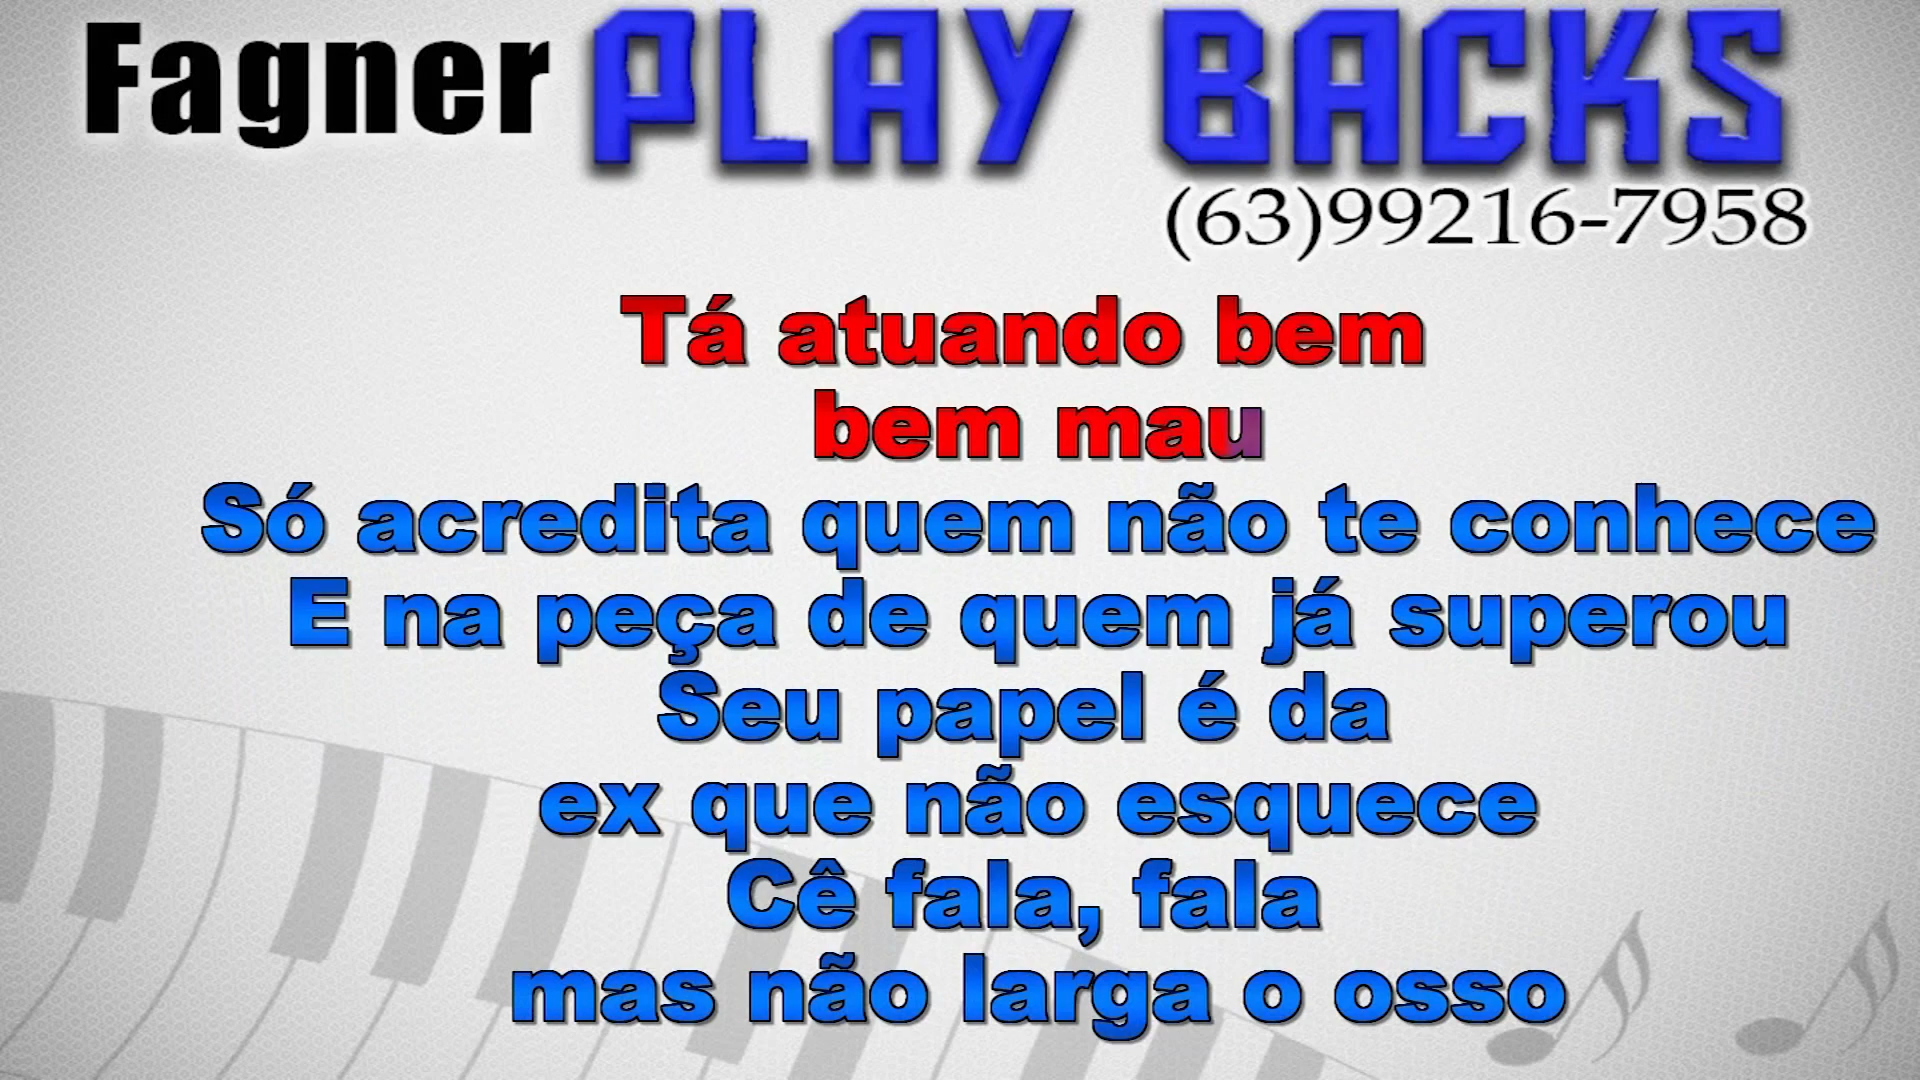 Fagner PLAY BACKS
(63)99216-7958
Tá atuando bem
bem mau
Só acredita quem não te conhece
E na peça de quem já superou
Seu papel é da
ex que não esquece
Cê fala, fala
mas não larga o osso